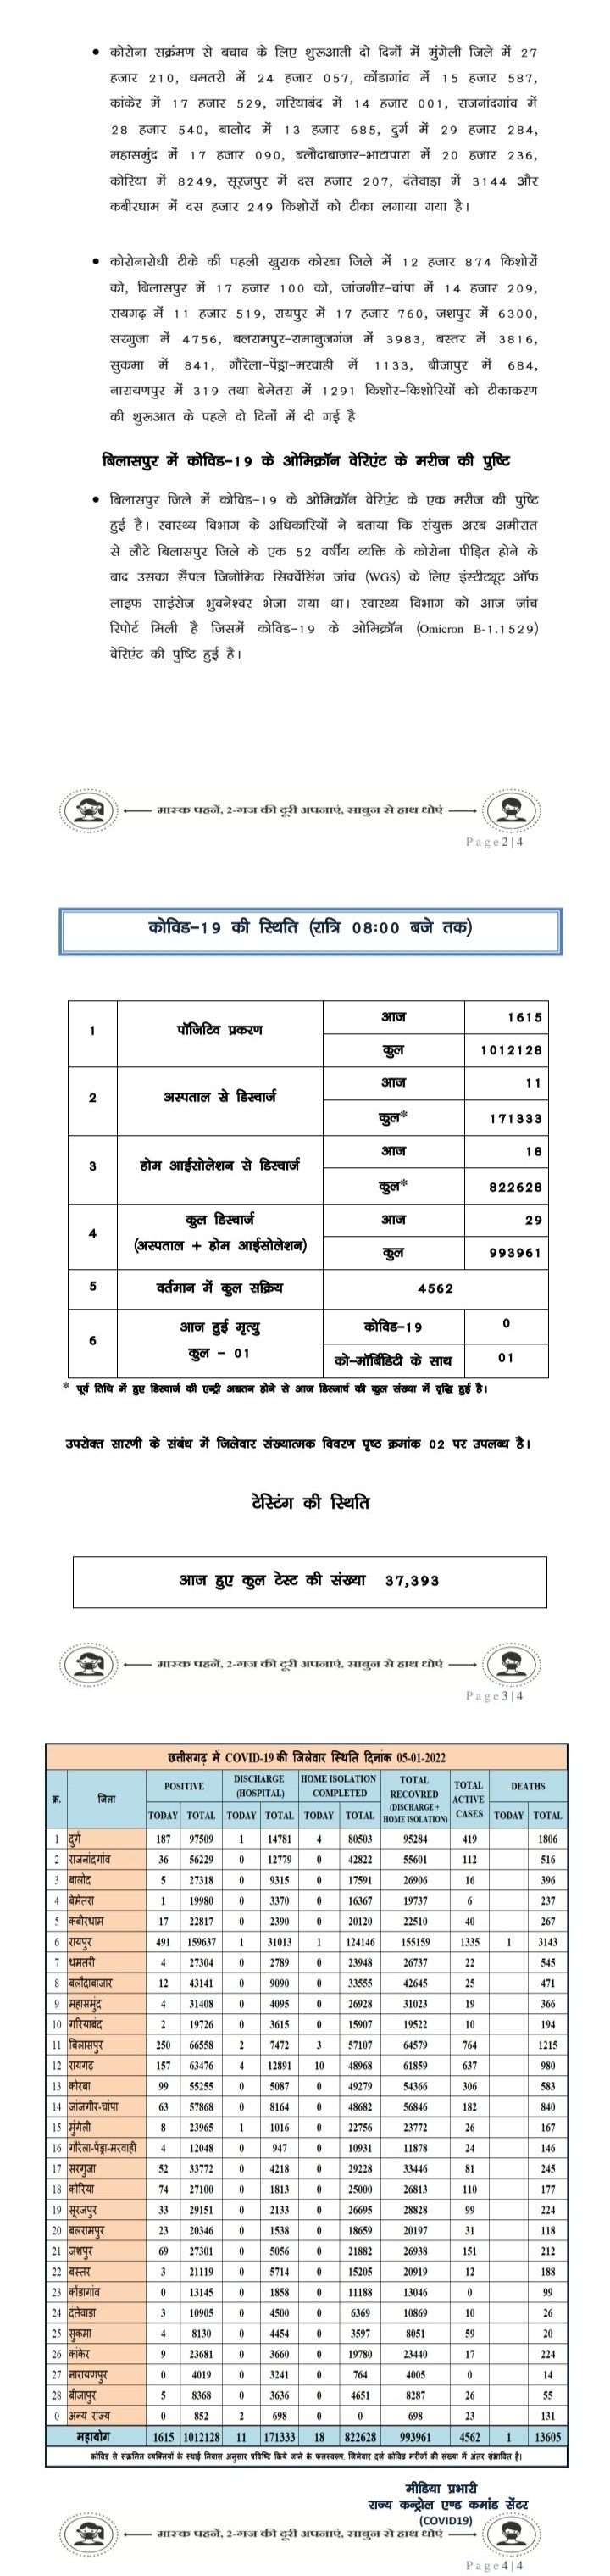 • कोरोना सक्रंमण से बचाव के लिए शुरूआती दो दिनों में मुंगेली जिले में 27
हजार 210, धमतरी में 24 हजार 057, कोंडागांव में 15 हजार 587,
कांकेर में 17 हजार 529, गरियाबंद में 14 हजार 001, राजनांदगांव में
28 हजार 540, बालोद में 13 हजार 685, दुर्ग में 29 हजार 284,
महासमुंद में 17 हजार 090, बलौदाबाजार-भाटापारा में 20 हजार 236,
कोरिया में 8249, सूरजपुर में दस हजार 207, दंतेवाड़ा में 3144 और
कबीरधाम में दस हजार 249 किशोरों को टीका लगाया गया है।
• कोरोनारोधी टीके की पहली खुराक कोरबा जिले में 12 हजार 874 किशोरों
को, बिलासपुर में 17 हजार 100 को, जांजगीर-चांपा में 14 हजार 209,
रायगढ़ में 11 हजार 519, रायपुर में 17 हजार 760, जशपुर में 6300,
सरगुजा में 4756, बलरामपुर-रामानुजगंज में 3983, बस्तर में 3816,
सुकमा में 841, गौरेला-पेंड्रा-मरवाही में 1133, बीजापुर में 684,
नारायणपुर में 319 तथा बेमेतरा में 1291 किशोर-किशोरियों को टीकाकरण
की शुरूआत के पहले दो दिनों में दी गई है
बिलासपुर में कोविड-19 के ओमिक्रॉन वेरिएंट के मरीज की पुष्टि
• बिलासपुर जिले में कोविड-19 के ओमिक्रॉन वेरिएंट के एक मरीज की पुष्टि
हुई है। स्वास्थ्य विभाग के अधिकारियों ने बताया कि संयुक्त अरब अमीरात
से लौटे बिलासपुर जिले के एक 52 वर्षीय व्यक्ति के कोरोना पीड़ित होने के
बाद उसका सैंपल जिनोमिक सिक्वेंसिंग जांच (WGS) के लिए इंस्टीट्यूट ऑफ
लाइफ साइंसेज भुवनेश्वर भेजा गया था। स्वास्थ्य विभाग को आज जांच
रिपोर्ट मिली है जिसमें कोविड-19 के ओमिक्रॉन (Omicron B-1.1529)
वेरिएंट की पुष्टि हुई है।
मास्क पहनें, 2-गज की दूरी अपनाएं, साबुन से हाथ धोएं
Page2|4
कोविड-19 की स्थिति (रात्रि 08:00 बजे तक)
1 पॉजिटिव प्रकरण आज 1615
कुल 1012128
2 अस्पताल से डिस्चार्ज आज 11
कुल* 171333
3 होम आईसोलेशन से डिस्चार्ज आज 18
कुल* 822628
4 कुल डिस्चार्ज (अस्पताल + होम आईसोलेशन) आज 29
कुल 993961
5 वर्तमान में कुल सक्रिय 4562
6 आज हुई मृत्यु कुल - 01 कोविड-19 0
को-मॉर्बिडिटी के साथ 01
* पूर्व तिथि में हुए डिस्चार्ज की एन्ट्री अद्यतन होने से आज डिस्जार्च की कुल संख्या में वृद्धि हुई है।
उपरोक्त सारणी के संबंध में जिलेवार संख्यात्मक विवरण पृष्ठ क्रमांक 02 पर उपलब्ध है।
टेस्टिंग की स्थिति
आज हुए कुल टेस्ट की संख्या 37,393
मास्क पहनें, 2-गज की दूरी अपनाएं, साबुन से हाथ धोएं
Page3|4
छत्तीसगढ़ में COVID-19 की जिलेवार स्थिति दिनांक 05-01-2022
क्र. जिला POSITIVE DISCHARGE (HOSPITAL) HOME ISOLATION COMPLETED TOTAL RECOVRED (DISCHARGE + HOME ISOLATION) TOTAL ACTIVE CASES DEATHS
TODAY TOTAL TODAY TOTAL TODAY TOTAL TODAY TOTAL
1 दुर्ग 187 97509 1 14781 4 80503 95284 419 1806
2 राजनांदगांव 36 56229 0 12779 0 42822 55601 112 516
3 बालोद 5 27318 0 9315 0 17591 26906 16 396
4 बेमेतरा 1 19980 0 3370 0 16367 19737 6 237
5 कबीरधाम 17 22817 0 2390 0 20120 22510 40 267
6 रायपुर 491 159637 1 31013 1 124146 155159 1335 1 3143
7 धमतरी 4 27304 0 2789 0 23948 26737 22 545
8 बलौदाबाजार 12 43141 0 9090 0 33555 42645 25 471
9 महासमुंद 4 31408 0 4095 0 26928 31023 19 366
10 गरियाबंद 2 19726 0 3615 0 15907 19522 10 194
11 बिलासपुर 250 66558 2 7472 3 57107 64579 764 1215
12 रायगढ़ 157 63476 4 12891 10 48968 61859 637 980
13 कोरबा 99 55255 0 5087 0 49279 54366 306 583
14 जांजगीर-चांपा 63 57868 0 8164 0 48682 56846 182 840
15 मुंगेली 8 23965 1 1016 0 22756 23772 26 167
16 गौरेला-पेंड्रा-मरवाही 4 12048 0 947 0 10931 11878 24 146
17 सरगुजा 52 33772 0 4218 0 29228 33446 81 245
18 कोरिया 74 27100 0 1813 0 25000 26813 110 177
19 सूरजपुर 33 29151 0 2133 0 26695 28828 99 224
20 बलरामपुर 23 20346 0 1538 0 18659 20197 31 118
21 जशपुर 69 27301 0 5056 0 21882 26938 151 212
22 बस्तर 3 21119 0 5714 0 15205 20919 12 188
23 कोंडागांव 0 13145 0 1858 0 11188 13046 0 99
24 दंतेवाड़ा 3 10905 0 4500 0 6369 10869 10 26
25 सुकमा 4 8130 0 4454 0 3597 8051 59 20
26 कांकेर 9 23681 0 3660 0 19780 23440 17 224
27 नारायणपुर 0 4019 0 3241 0 764 4005 0 14
28 बीजापुर 5 8368 0 3636 0 4651 8287 26 55
0 अन्य राज्य 0 852 2 698 0 0 698 23 131
महायोग 1615 1012128 11 171333 18 822628 993961 4562 1 13605
कोविड से संक्रमित व्यक्तियों के स्थाई निवास अनुसार प्रविष्टि किये जाने के फलस्वरूप, जिलेवार दर्ज कोविड मरीजों की संख्या में अंतर संभावित है।
मीडिया प्रभारी
राज्य कन्ट्रोल एण्ड कमांड सेंटर
(COVID19)
मास्क पहनें, 2-गज की दूरी अपनाएं, साबुन से हाथ धोएं
Page4|4